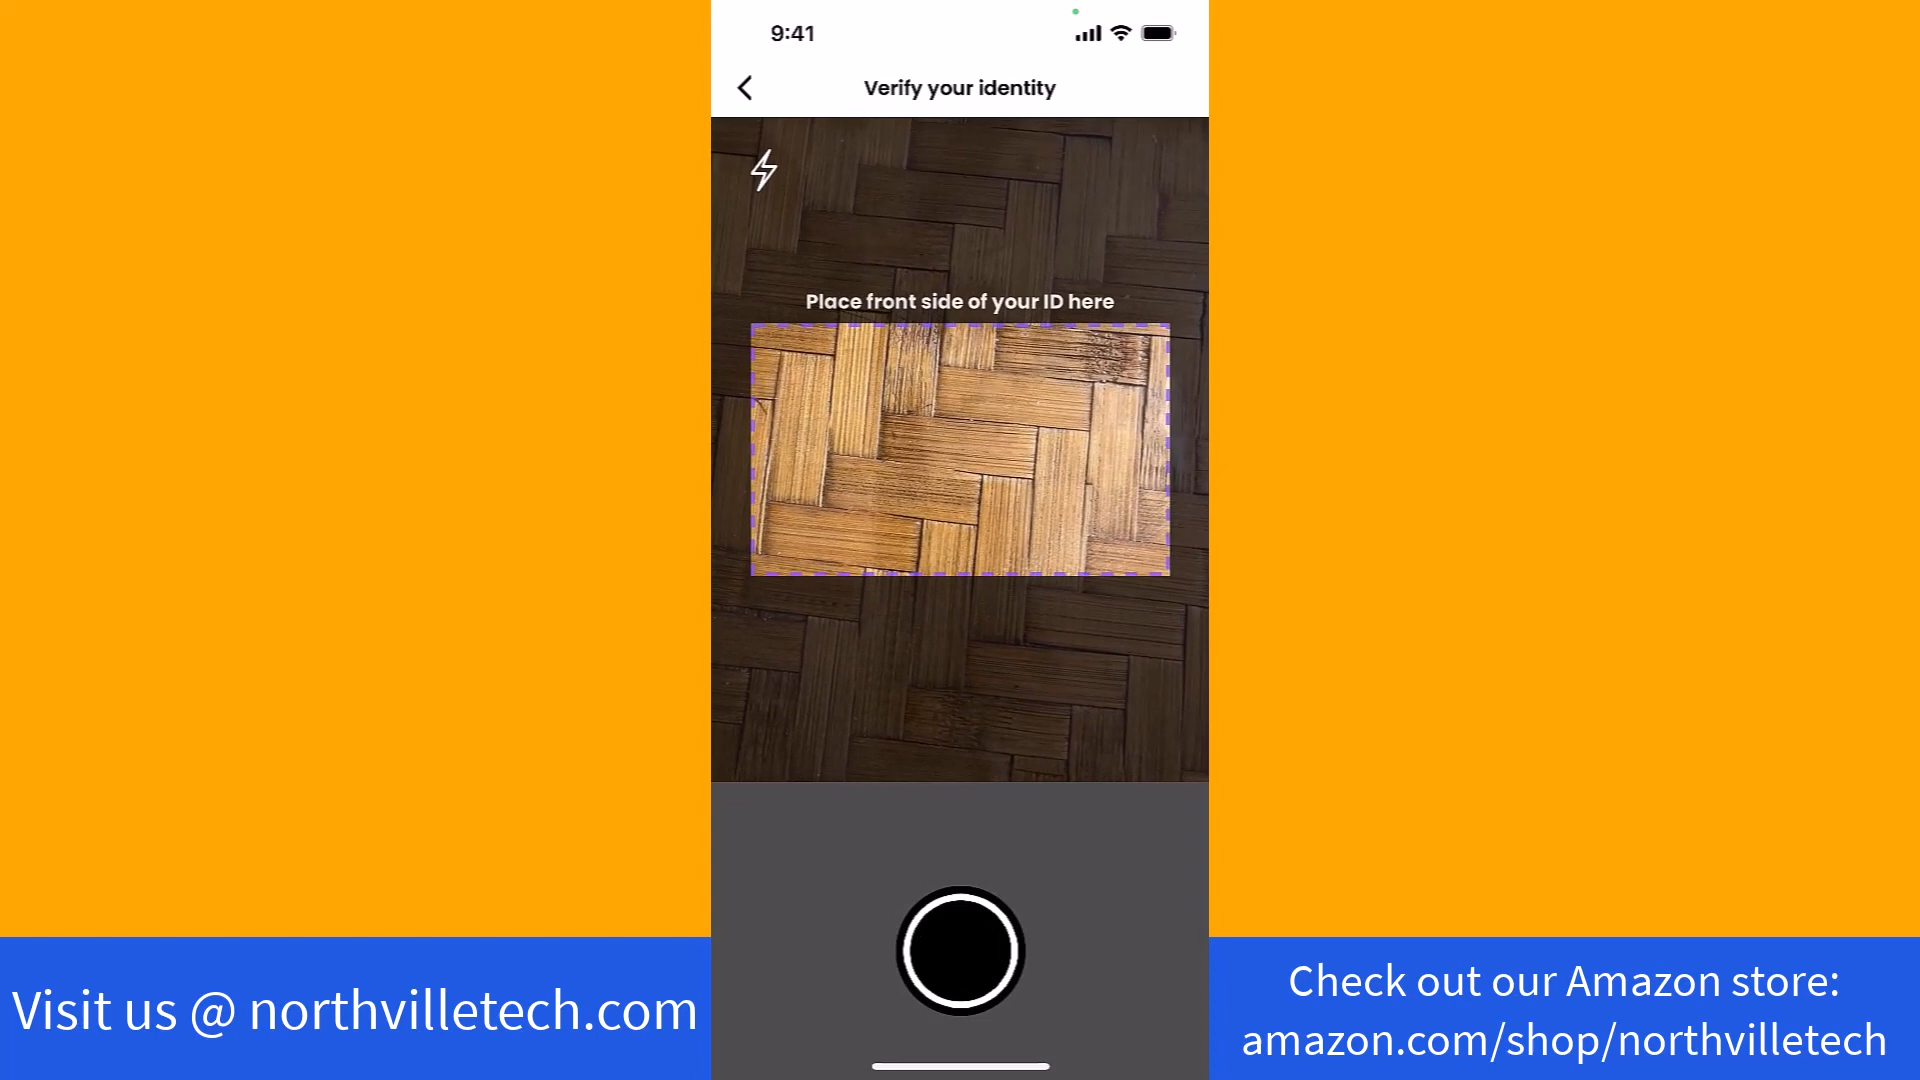 9:41
Verify your identity
Place front side of your ID here
Visit us @ northvilletech.com
Check out our Amazon store:
amazon.com/shop/northvilletech